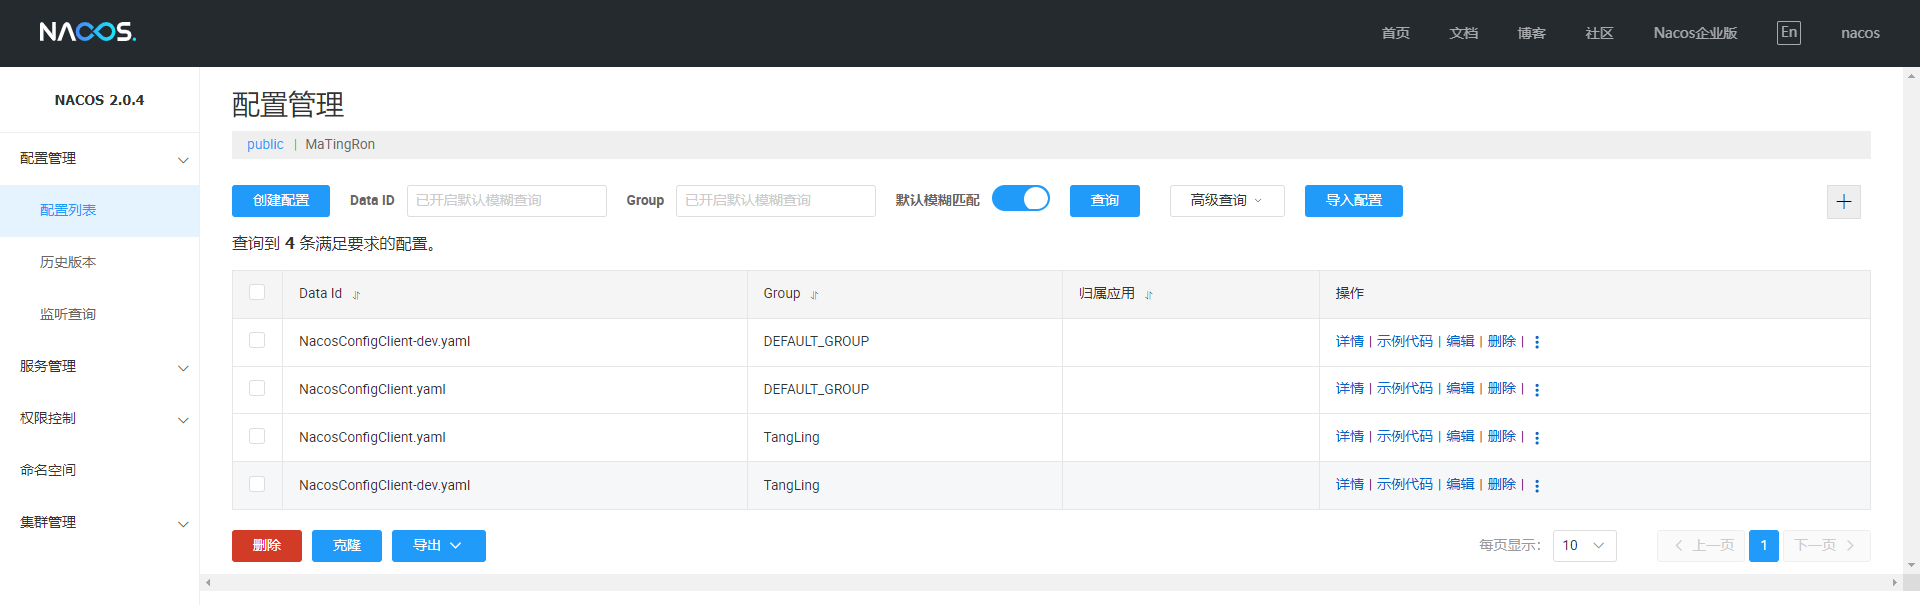 NACOS.
首页 文档 博客 社区 Nacos企业版 En nacos
NACOS 2.0.4
配置管理
配置列表
历史版本
监听查询
服务管理
权限控制
命名空间
集群管理
配置管理
public | MaTingRon
创建配置 Data ID 已开启默认模糊查询 Group 已开启默认模糊查询 默认模糊匹配 查询 高级查询 导入配置
查询到 4 条满足要求的配置。
Data Id Group 归属应用 操作
NacosConfigClient-dev.yaml DEFAULT_GROUP 详情 | 示例代码 | 编辑 | 删除 |
NacosConfigClient.yaml DEFAULT_GROUP 详情 | 示例代码 | 编辑 | 删除 |
NacosConfigClient.yaml TangLing 详情 | 示例代码 | 编辑 | 删除 |
NacosConfigClient-dev.yaml TangLing 详情 | 示例代码 | 编辑 | 删除 |
删除 克隆 导出 每页显示: 10 上一页 1 下一页